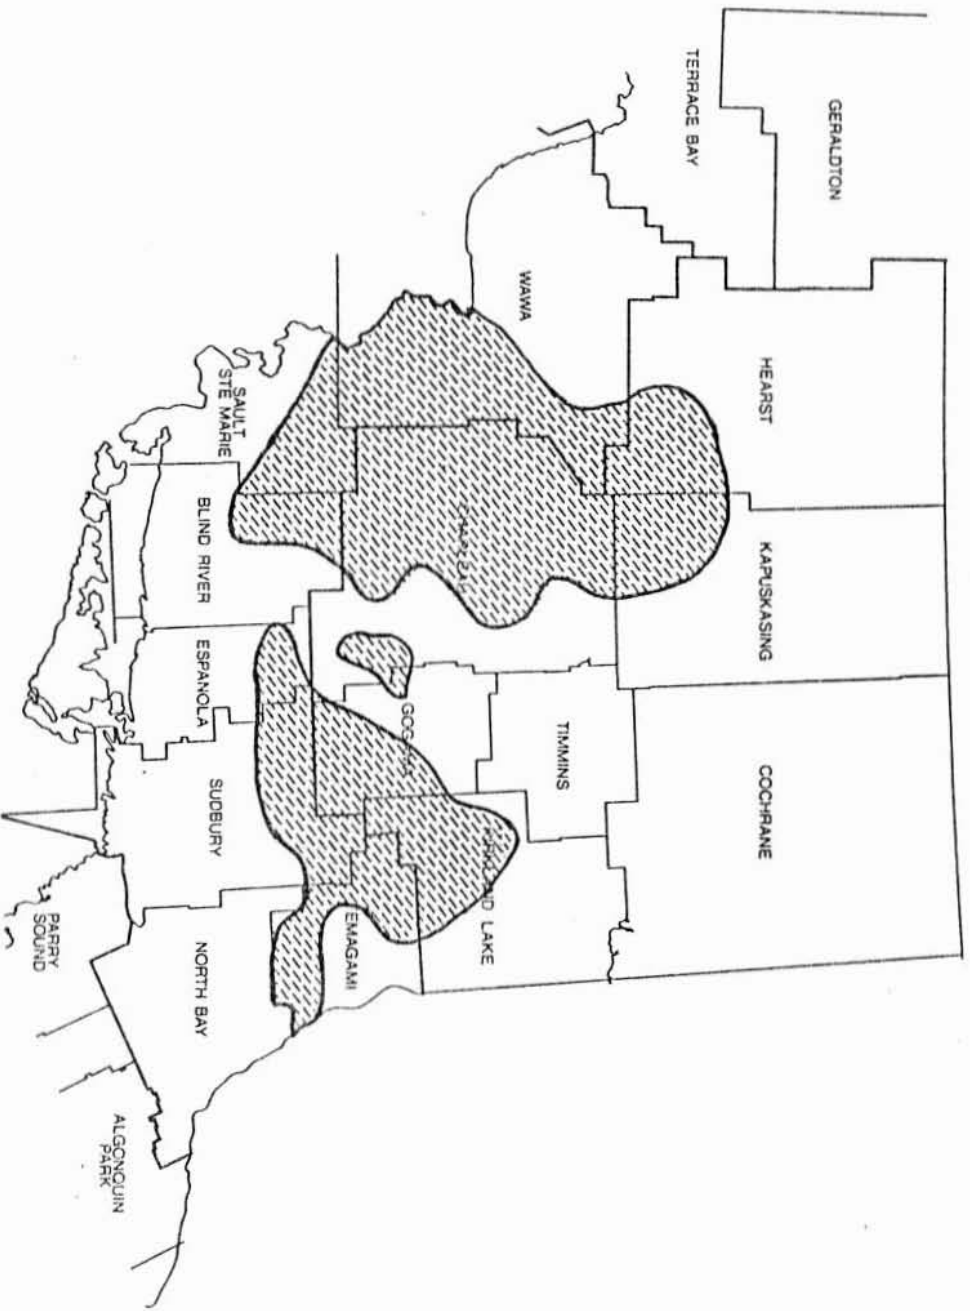 GERALDTON
TERRACE BAY
HEARST
WAWA
KAPUSKASING
SAULT
STE MARIE
BLIND RIVER
COCHRANE
TIMMINS
ESPANOLA
SUDBURY
LAKE
EMAGAMI
NORTH BAY
PARRY
SOUND
ALGONQUIN
PARK